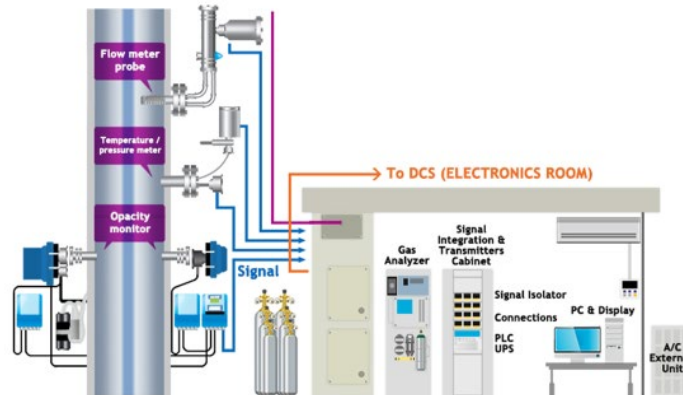 Flow meter
probe
Temperature /
pressure meter
Opacity
monitor
Signal
To DCS (ELECTRONICS ROOM)
Gas
Analyzer
Signal
Integration &
Transmitters
Cabinet
Signal Isolator
Connections
PLC
UPS
PC & Display
A/C
Extern
Unit